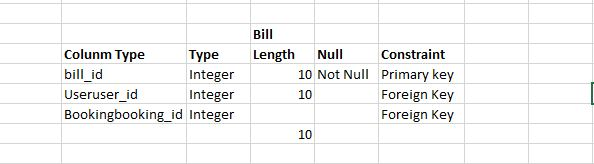 Bill
Colunm Type Type Length Null Constraint
bill_id Integer 10 Not Null Primary key
Useruser_id Integer 10 Foreign Key
Bookingbooking_id Integer Foreign Key
10